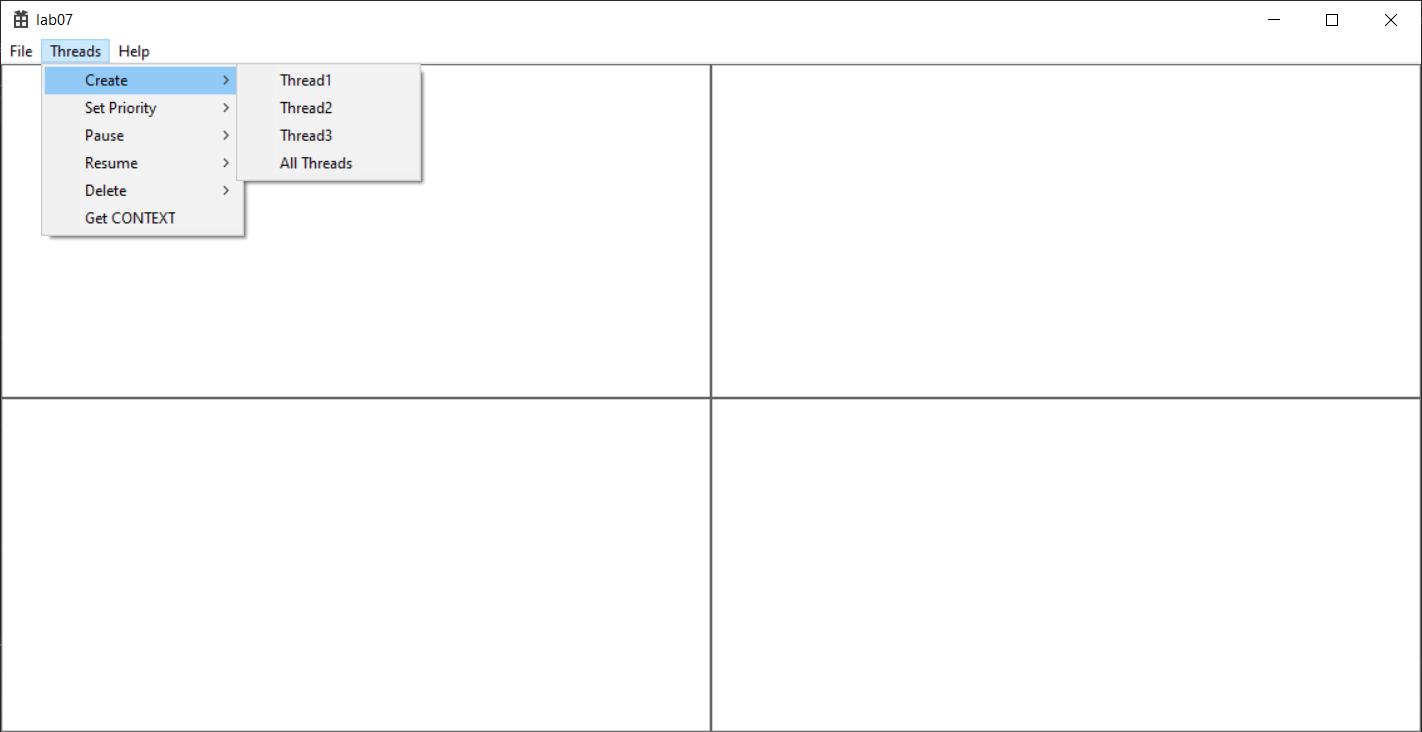 lab07
File Threads Help
Create
Set Priority
Pause
Resume
Delete
Get CONTEXT
Thread1
Thread2
Thread3
All Threads